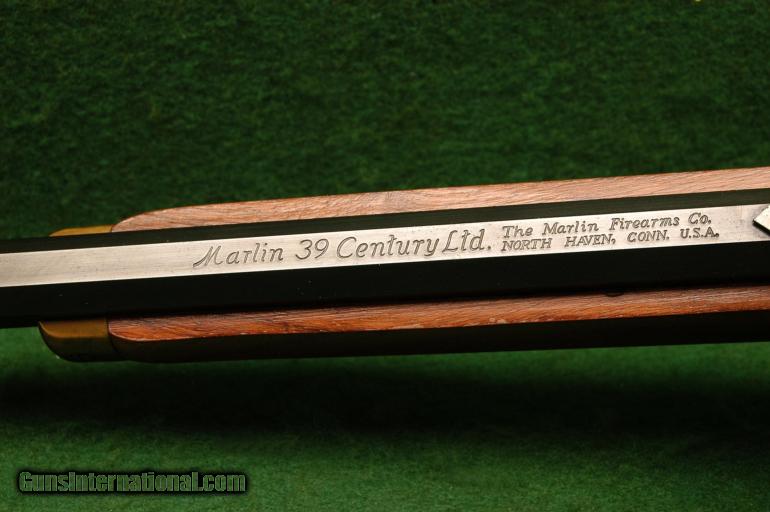 Marlin 39 Century Ltd.
The Marlin Firearms Co.
NORTH HAVEN, CONN. U.S.A.
GunsInternational.com